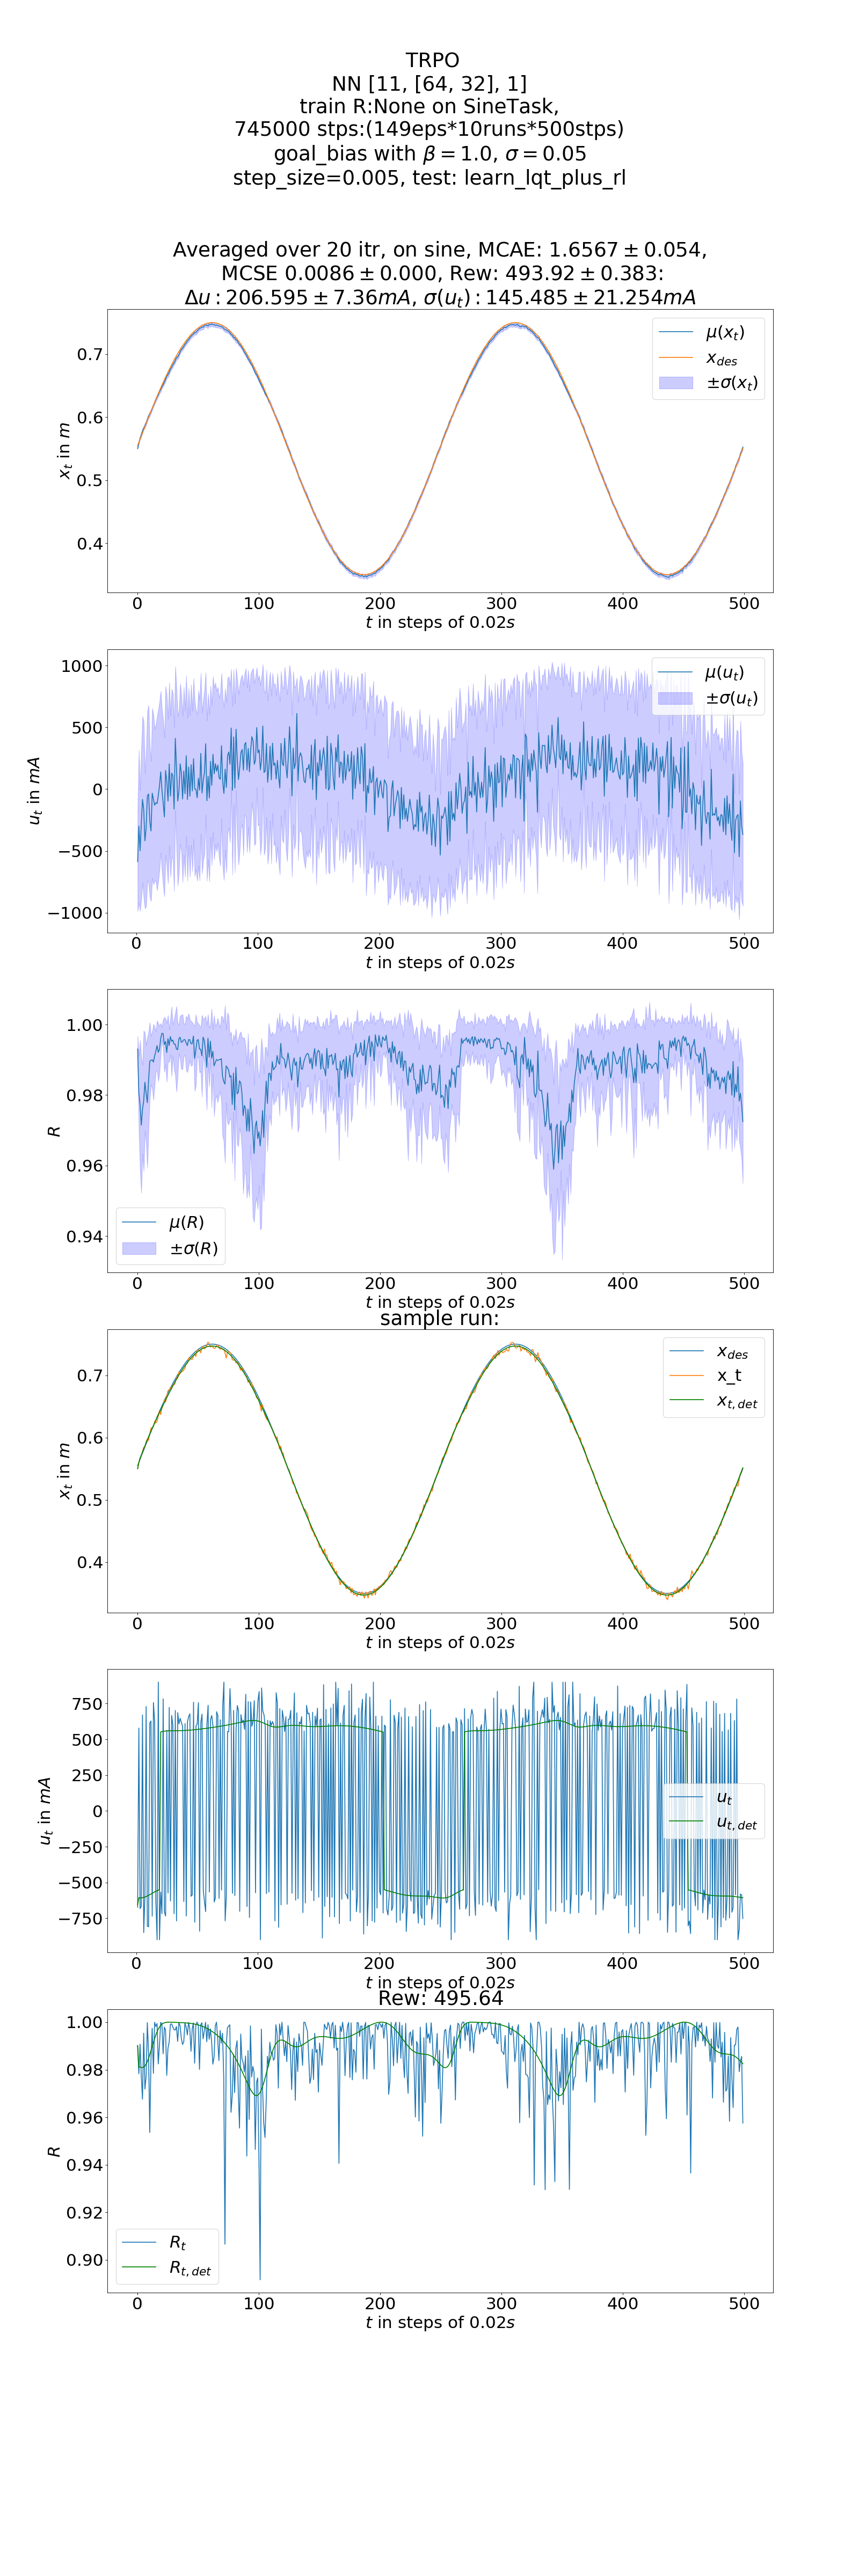 TRPO
NN [11, [64, 32], 1]
train R:None on SineTask,
745000 stps:(149eps*10runs*500stps)
goal_bias with β = 1.0, σ = 0.05
step_size=0.005, test: learn_lqt_plus_rl
Averaged over 20 itr, on sine, MCAE: 1.6567 ± 0.054,
MCSE 0.0086 ± 0.000, Rew: 493.92 ± 0.383:
Δu : 206.595 ± 7.36mA, σ(u_t) : 145.485 ± 21.254mA
μ(x_t)
x_des
±σ(x_t)
0.7
0.6
0.5
0.4
x_t in m
0 100 200 300 400 500
t in steps of 0.02s
μ(u_t)
±σ(u_t)
1000
500
0
−500
−1000
u_t in mA
0 100 200 300 400 500
t in steps of 0.02s
1.00
0.98
0.96
0.94
R
μ(R)
±σ(R)
0 100 200 300 400 500
t in steps of 0.02s
sample run:
x_des
x_t
x_t,det
0.7
0.6
0.5
0.4
x_t in m
0 100 200 300 400 500
t in steps of 0.02s
750
500
250
0
−250
−500
−750
u_t in mA
u_t
u_t,det
0 100 200 300 400 500
t in steps of 0.02s
Rew: 495.64
1.00
0.98
0.96
0.94
0.92
0.90
R
R_t
R_t,det
0 100 200 300 400 500
t in steps of 0.02s